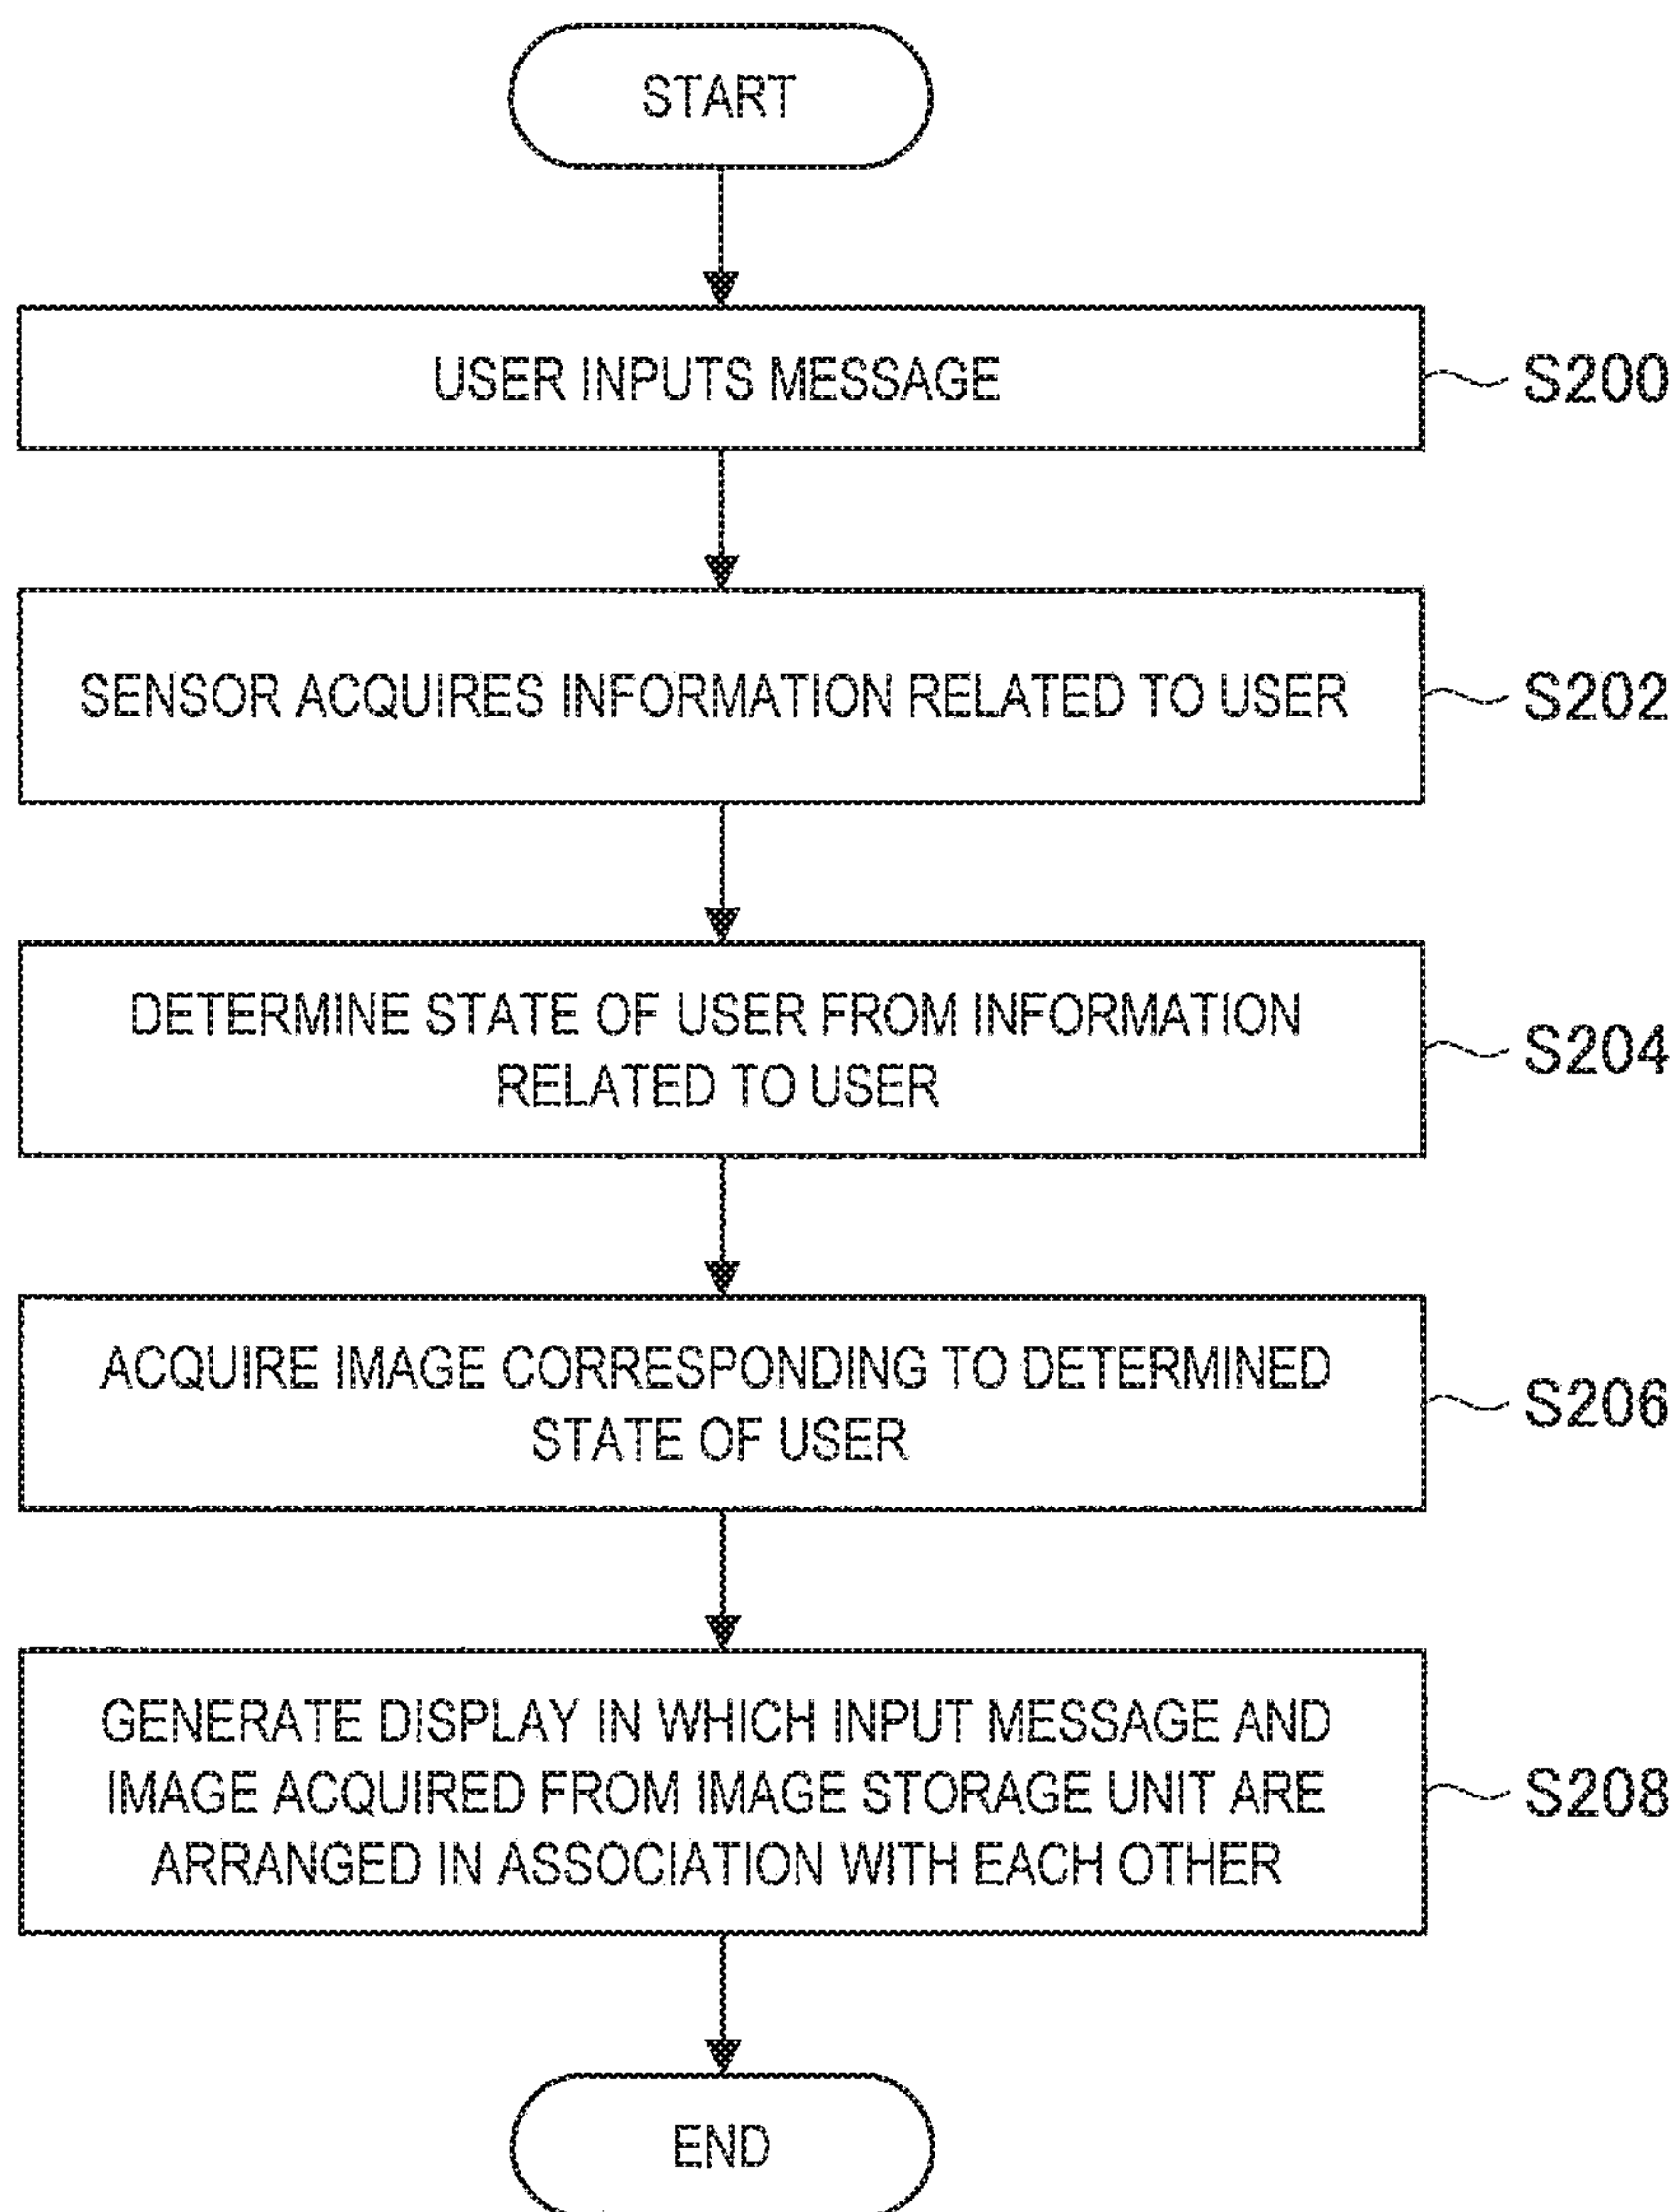 START
USER INPUTS MESSAGE
S200
SENSOR ACQUIRES INFORMATION RELATED TO USER
S202
DETERMINE STATE OF USER FROM INFORMATION
RELATED TO USER
S204
ACQUIRE IMAGE CORRESPONDING TO DETERMINED
STATE OF USER
S206
GENERATE DISPLAY IN WHICH INPUT MESSAGE AND
IMAGE ACQUIRED FROM IMAGE STORAGE UNIT ARE
ARRANGED IN ASSOCIATION WITH EACH OTHER
S208
END